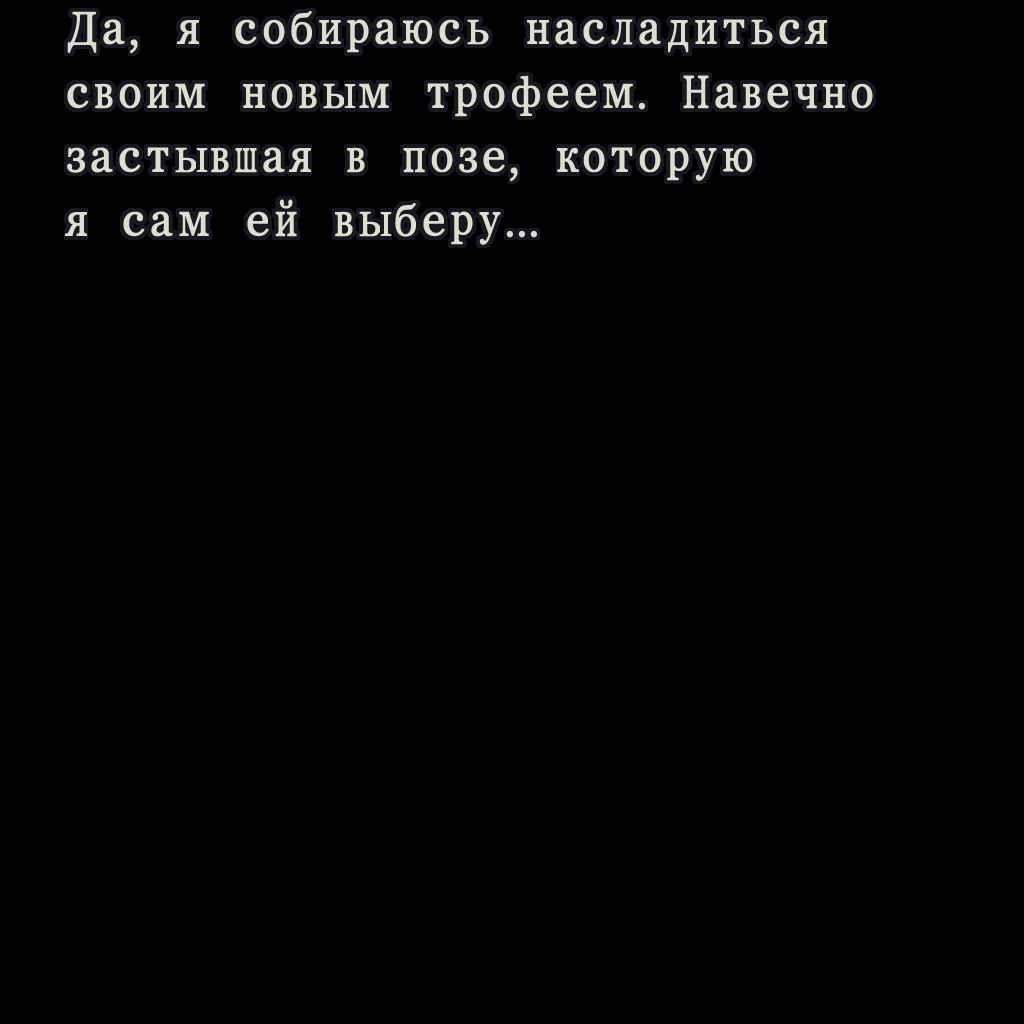 Да, я собираюсь насладиться
своим новым трофеем. Навечно
застывшая в позе, которую
я сам ей выберу...